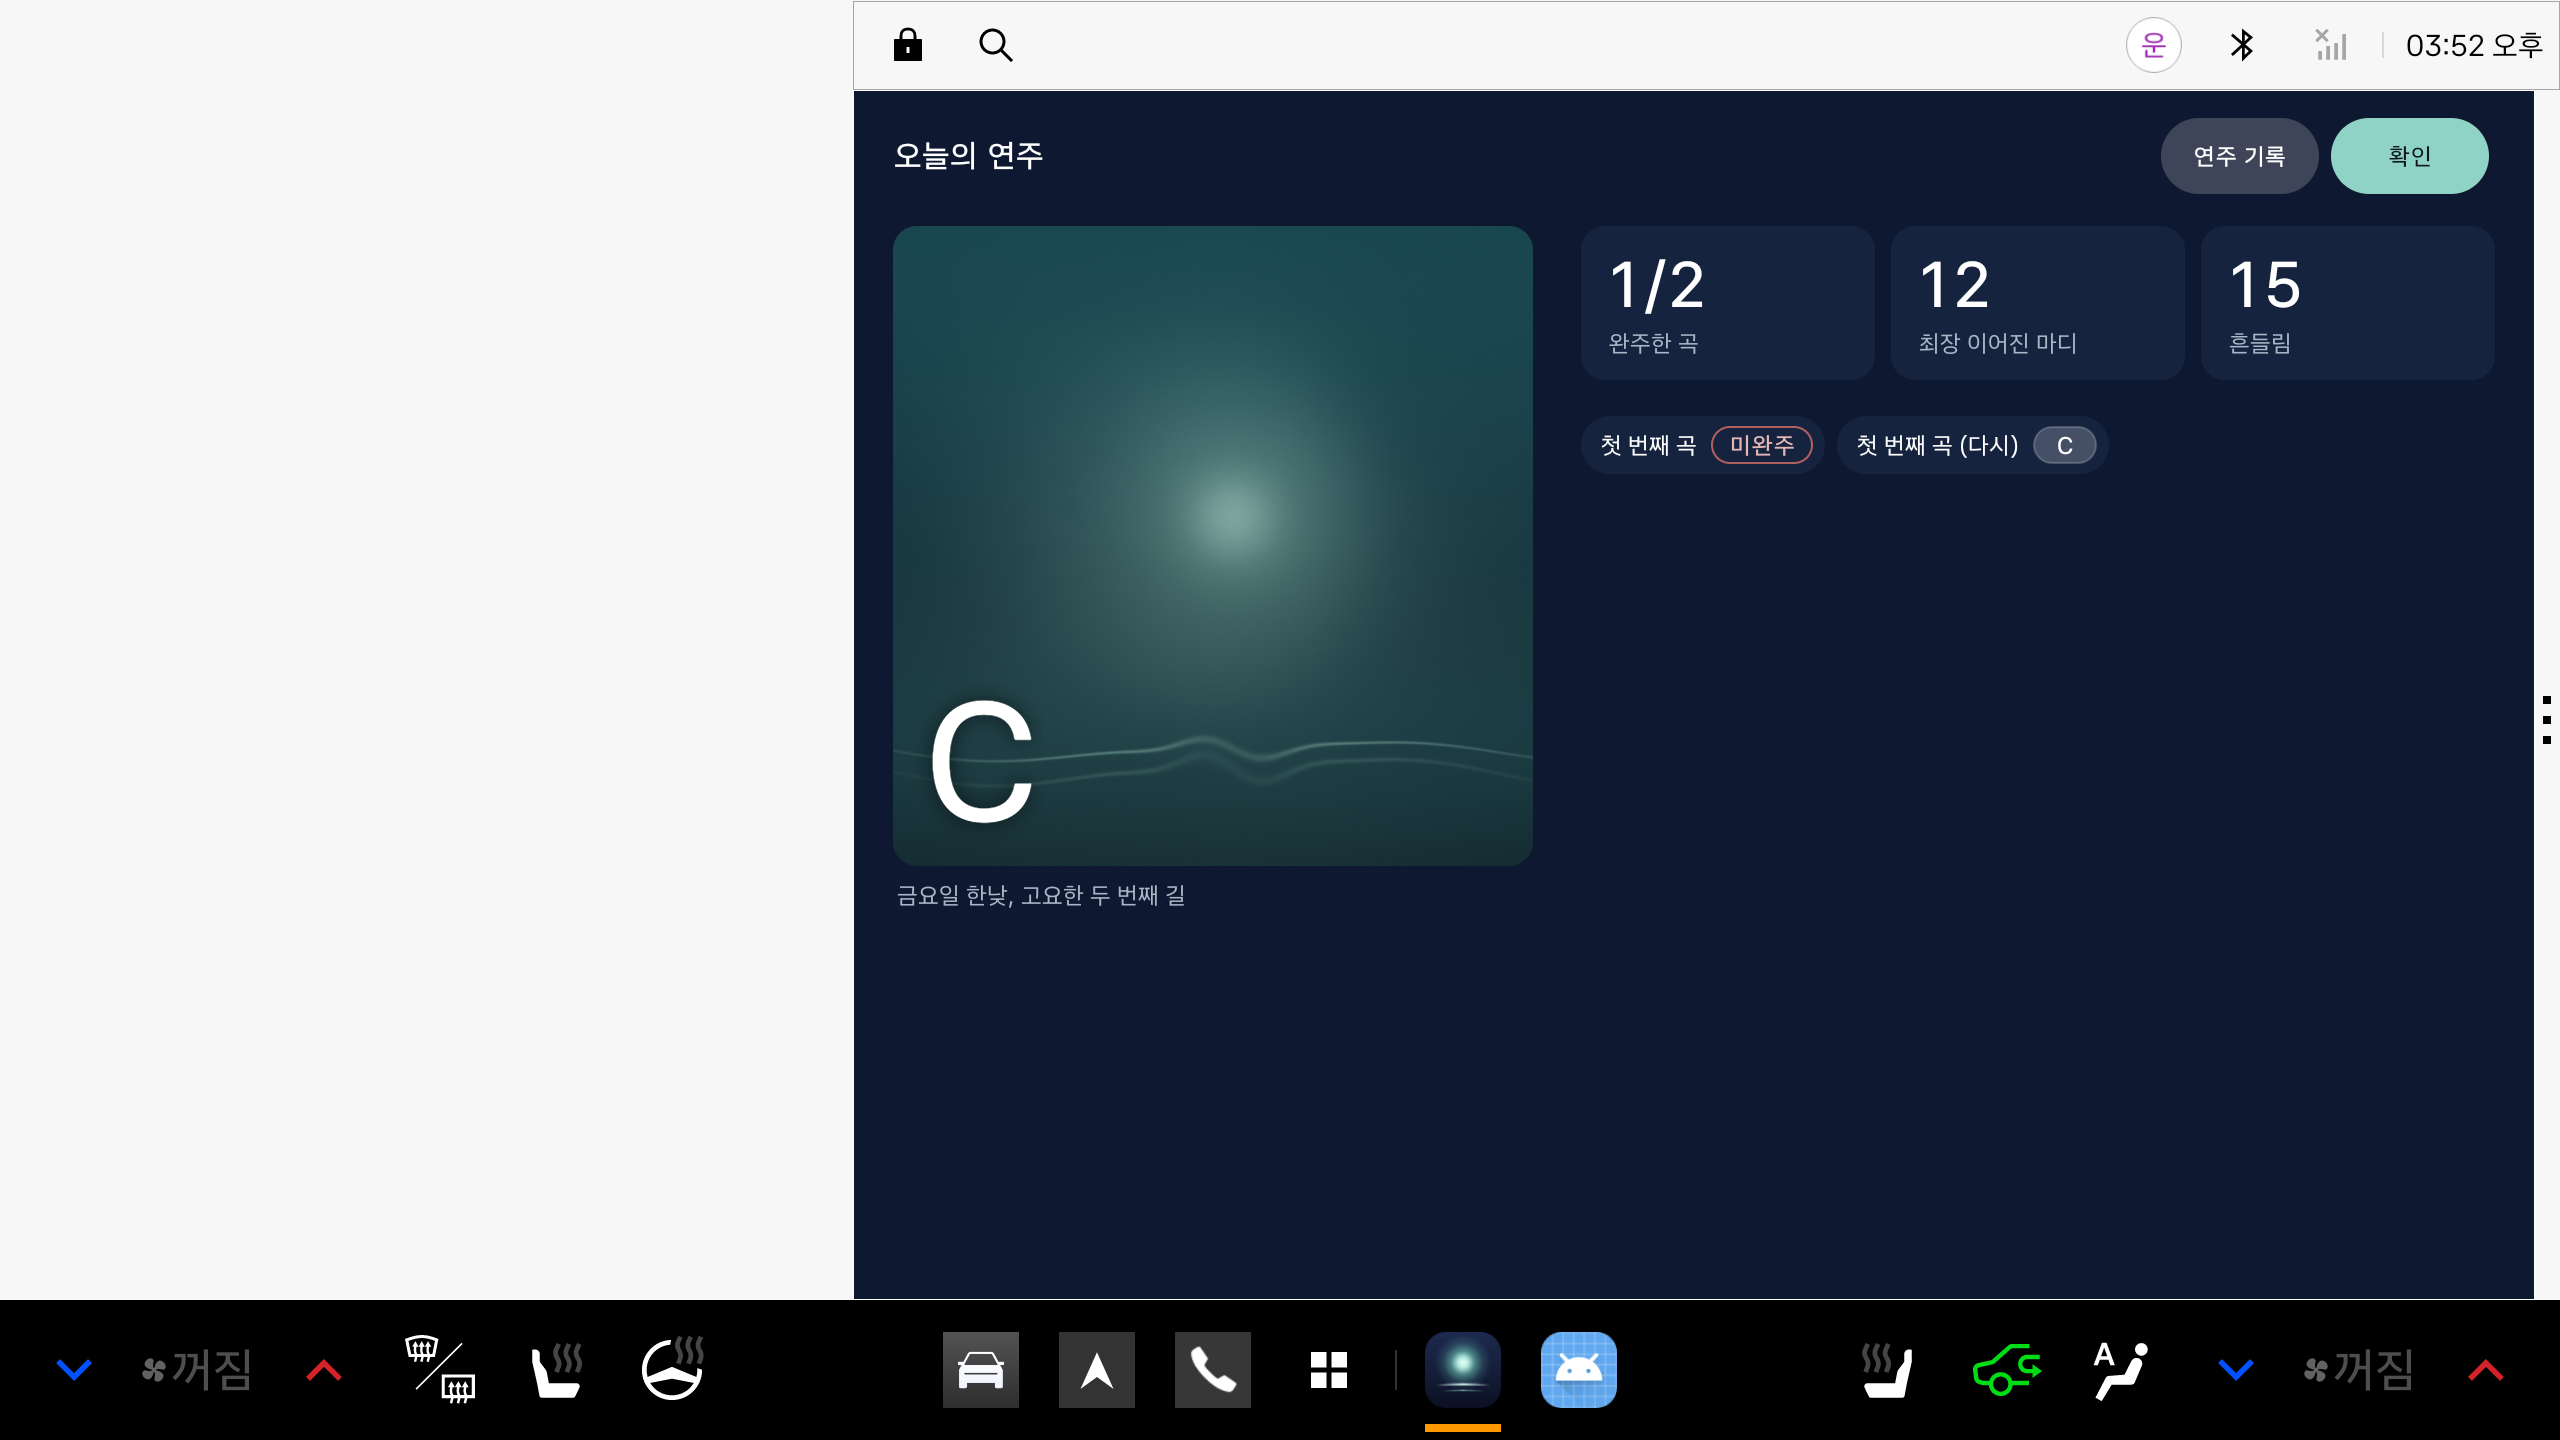 운
03:52 오후
오늘의 연주
연주 기록
확인
1/2
완주한 곡
12
최장 이어진 마디
15
흔들림
첫 번째 곡 미완주
첫 번째 곡 (다시) C
C
금요일 한낮, 고요한 두 번째 길
꺼짐
A
꺼짐